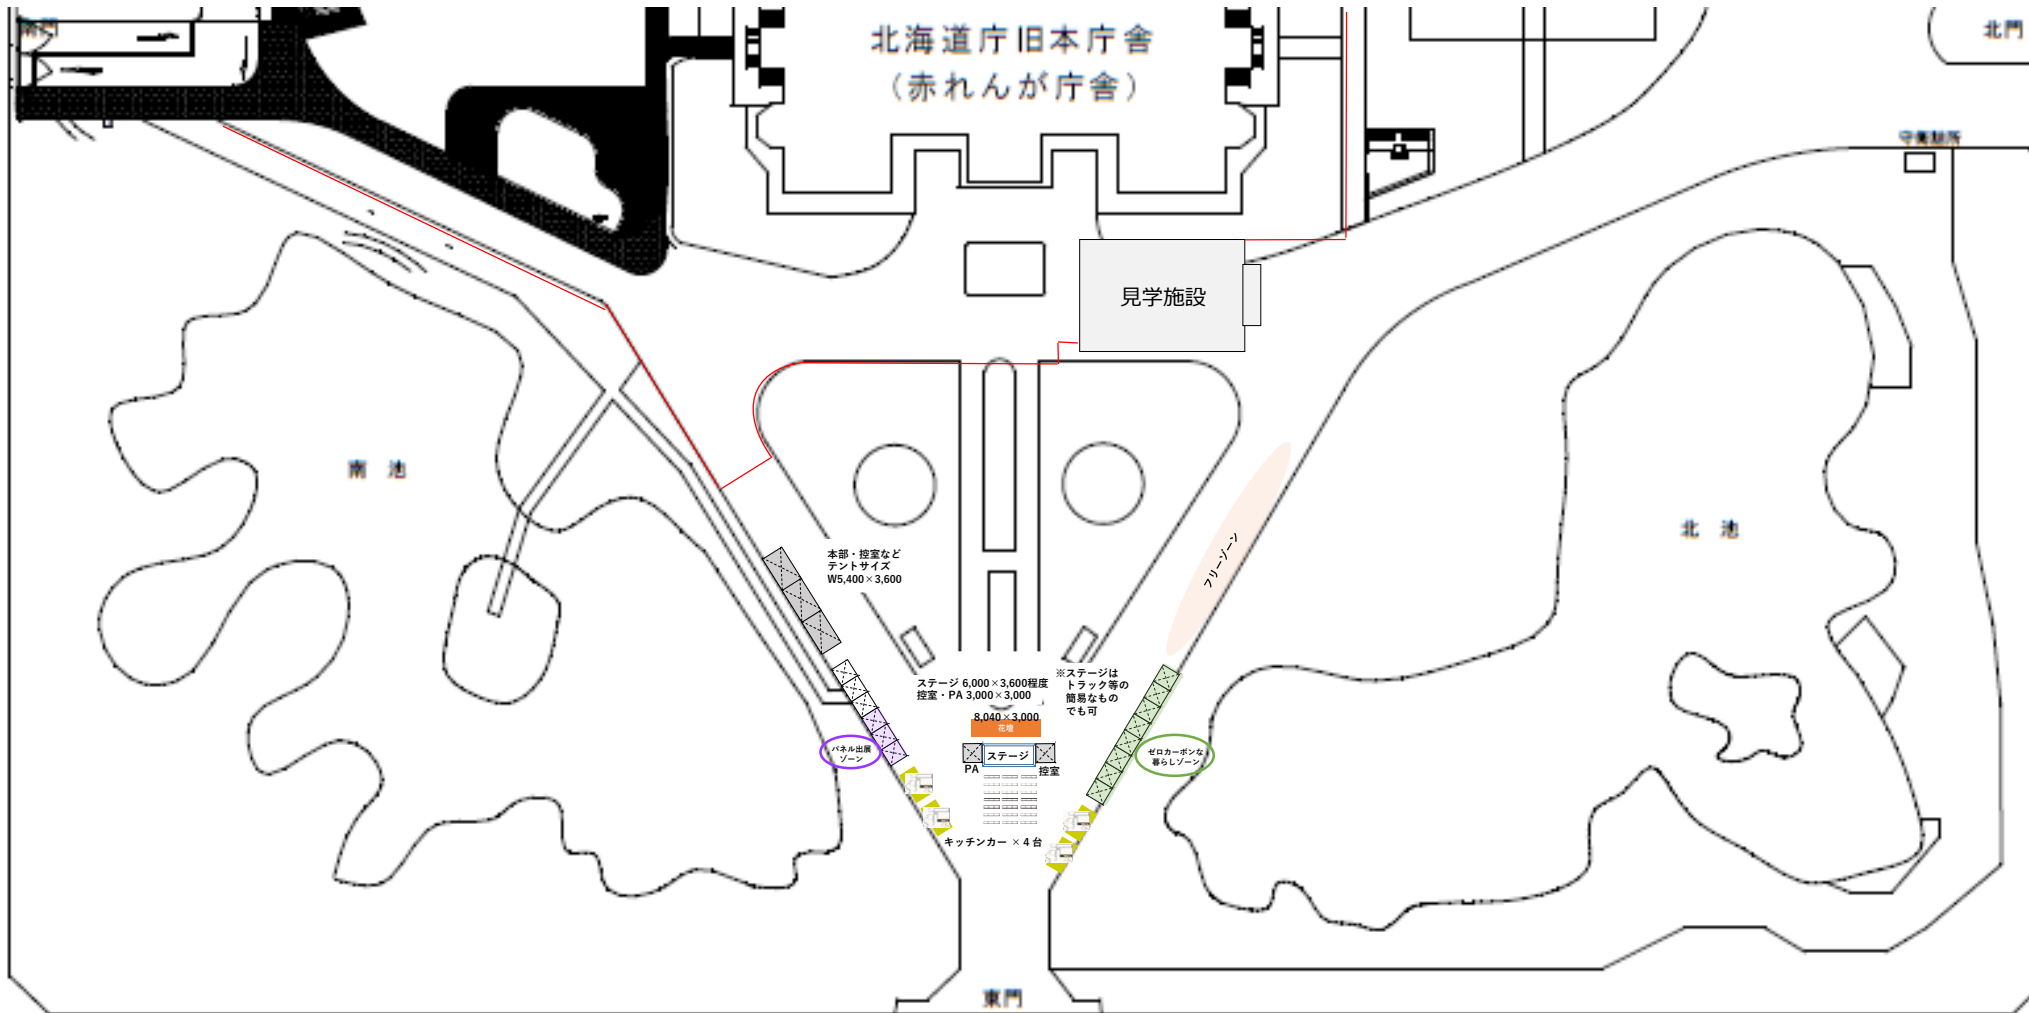 南門
北海道庁旧本庁舎
（赤れんが庁舎）
北門
守衛詰所
見学施設
南 池
北 池
フリーゾーン
本部・控室など
テントサイズ
W5,400×3,600
ステージ 6,000×3,600程度
控室・PA 3,000×3,000
※ステージは
トラック等の
簡易なもの
でも可
8,040×3,000
花壇
ステージ
PA
控室
パネル出展
ゾーン
ゼロカーボンな
暮らしゾーン
キッチンカー ×４台
東門